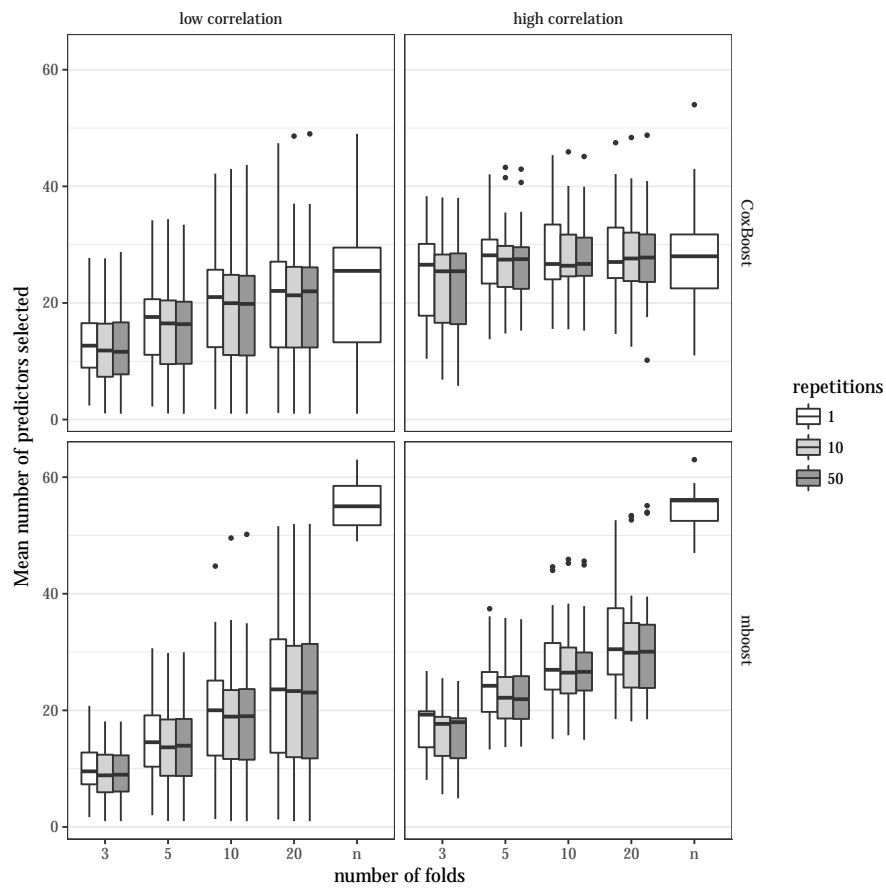 low correlation
high correlation
60
40
20
0
CoxBoost
60
40
20
0
mboost
Mean number of predictors selected
3
5
10
20
n
3
5
10
20
n
number of folds
repetitions
1
10
50